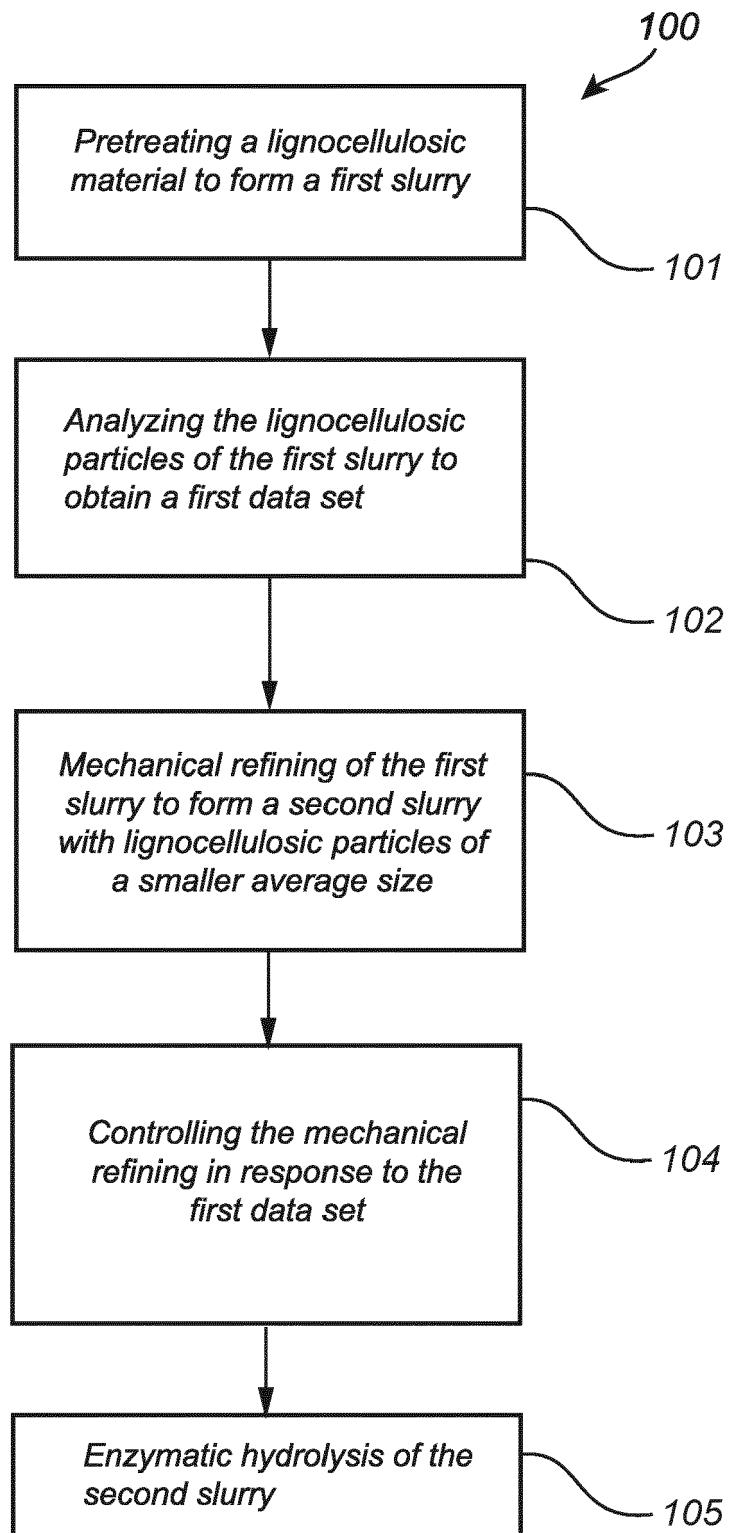 100
Pretreating a lignocellulosic
material to form a first slurry
101
Analyzing the lignocellulosic
particles of the first slurry to
obtain a first data set
102
Mechanical refining of the first
slurry to form a second slurry
with lignocellulosic particles of
a smaller average size
103
Controlling the mechanical
refining in response to the
first data set
104
Enzymatic hydrolysis of the
second slurry
105